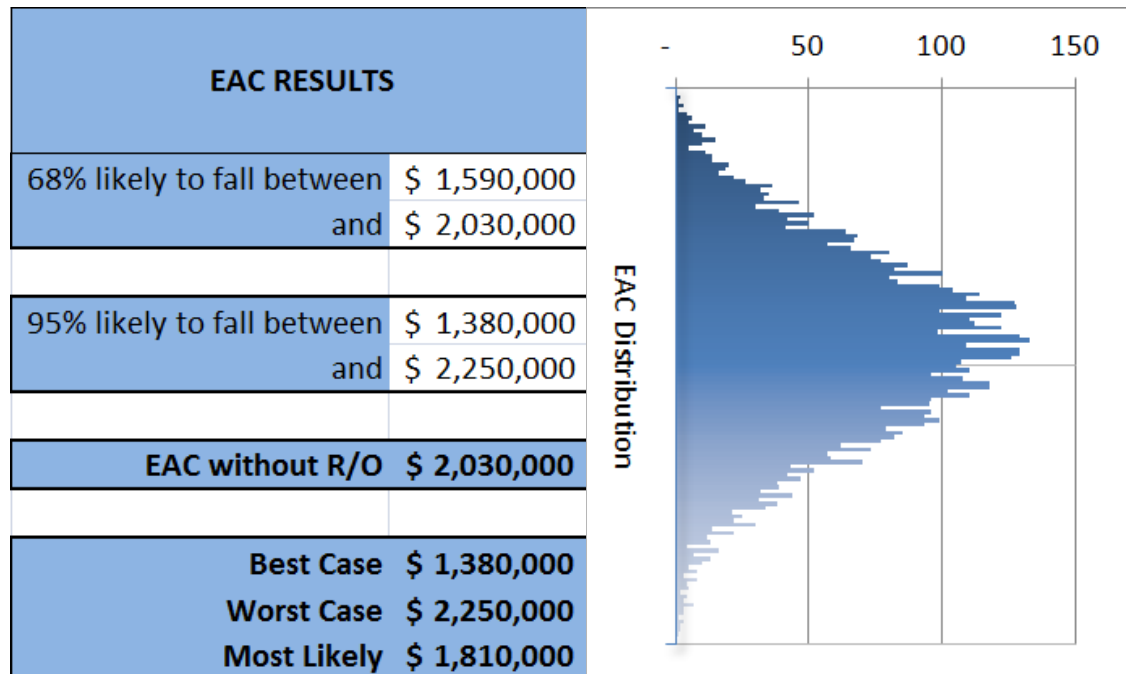 EAC RESULTS
68% likely to fall between $ 1,590,000
and $ 2,030,000
95% likely to fall between $ 1,380,000
and $ 2,250,000
EAC without R/O $ 2,030,000
Best Case $ 1,380,000
Worst Case $ 2,250,000
Most Likely $ 1,810,000
- 50 100 150
EAC Distribution